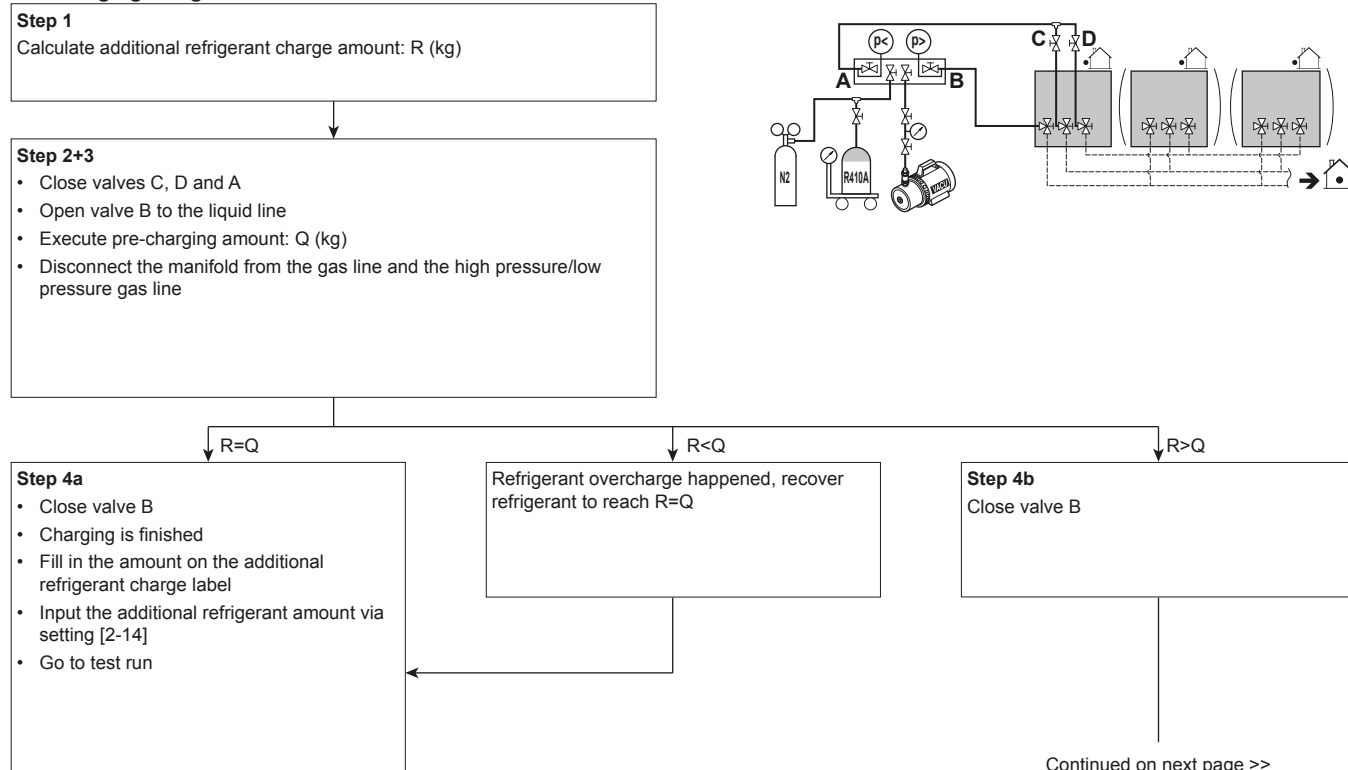 Step 1
Calculate additional refrigerant charge amount: R (kg)
p<
p>
C
D
A
B
N2
R410A
VACU
Step 2+3
• Close valves C, D and A
• Open valve B to the liquid line
• Execute pre-charging amount: Q (kg)
• Disconnect the manifold from the gas line and the high pressure/low
pressure gas line
R=Q
R<Q
R>Q
Step 4a
• Close valve B
• Charging is finished
• Fill in the amount on the additional
refrigerant charge label
• Input the additional refrigerant amount via
setting [2-14]
• Go to test run
Refrigerant overcharge happened, recover
refrigerant to reach R=Q
Step 4b
Close valve B
Continued on next page >>